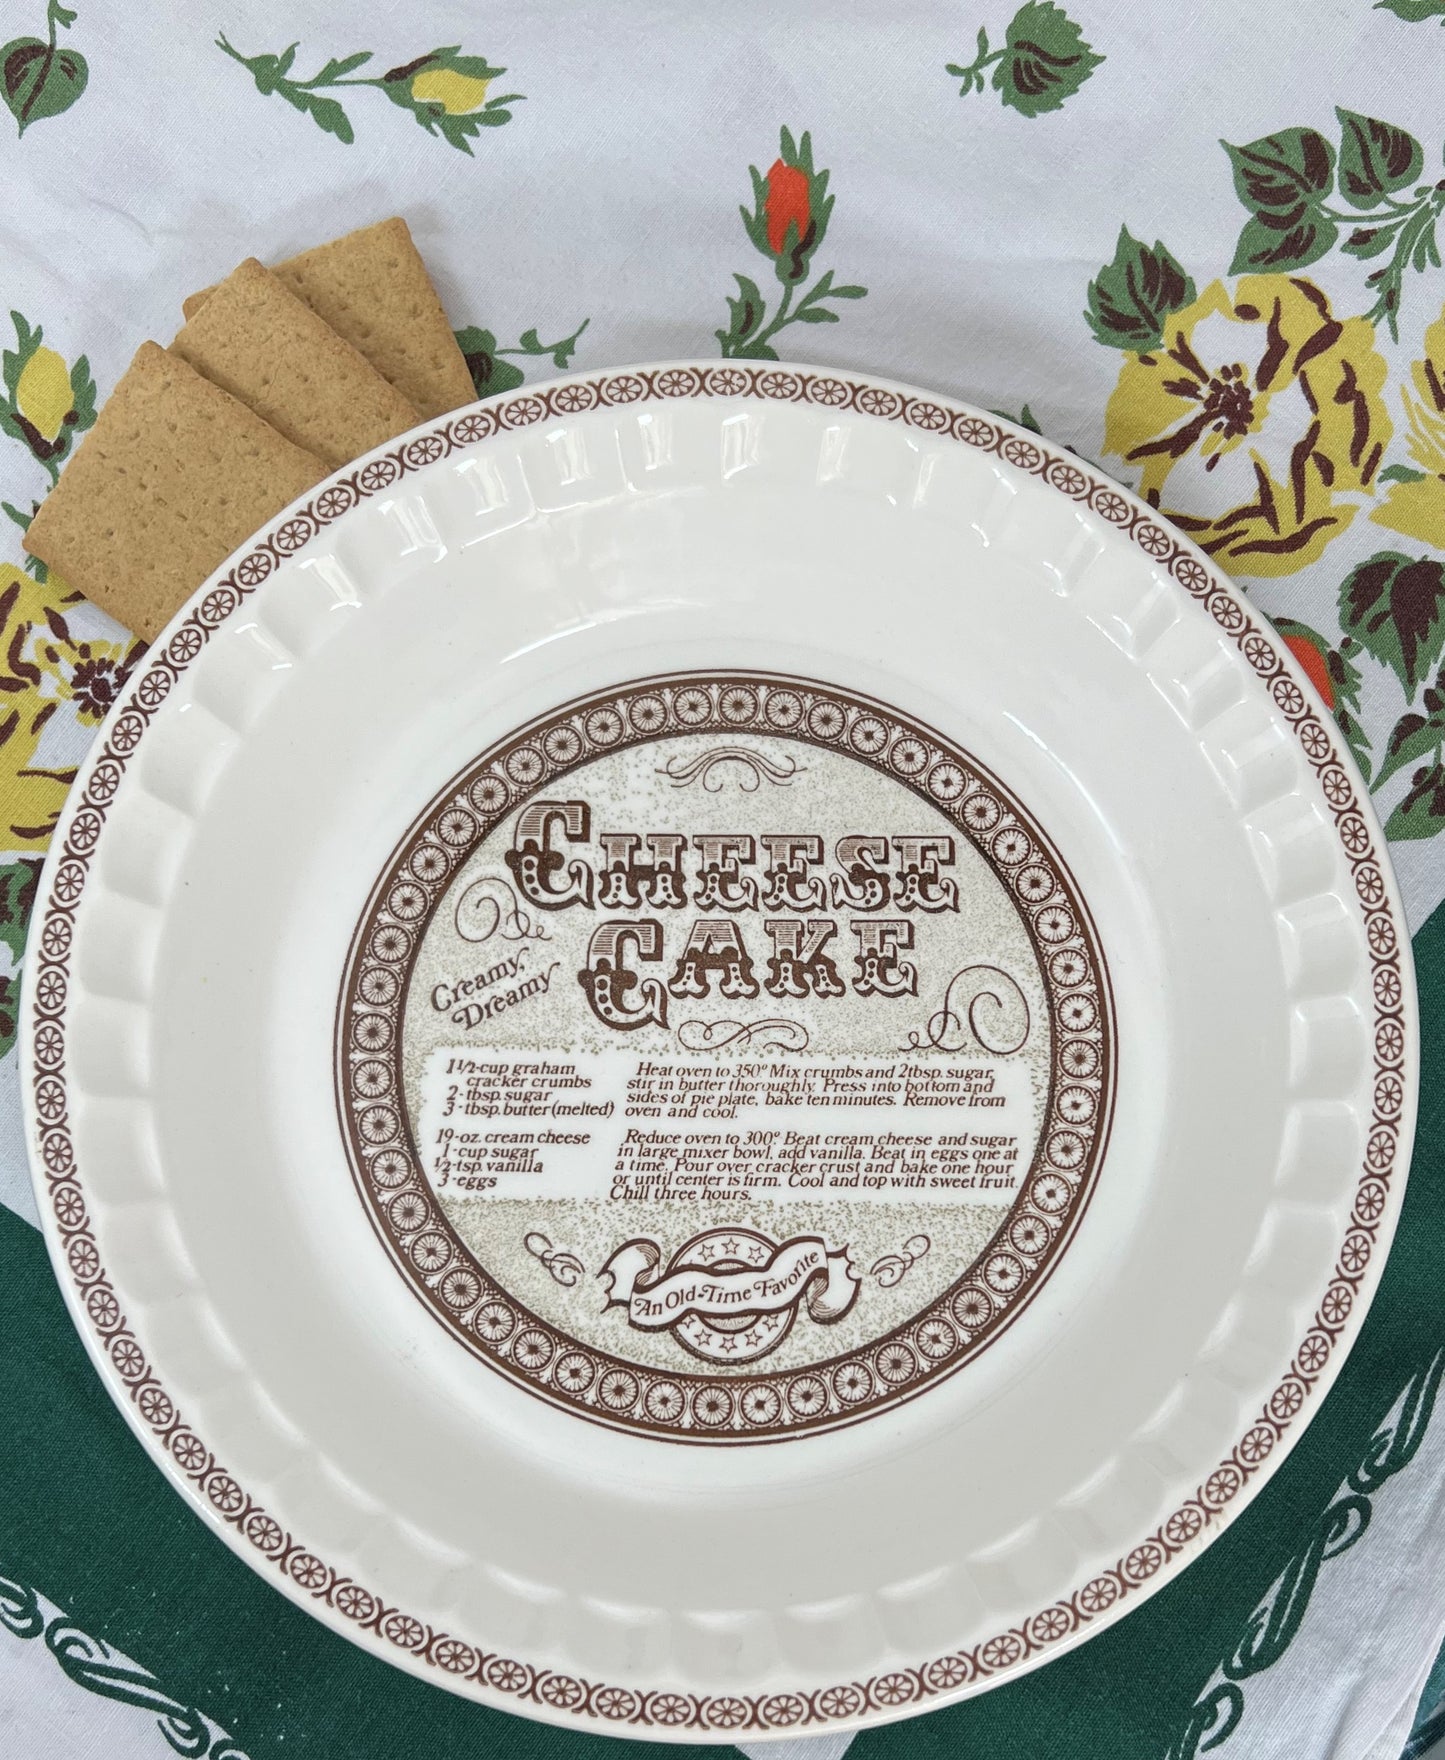 CHEESE
CAKE
Creamy,
Dreamy
1 1/2-cup graham
cracker crumbs
2-tbsp. sugar
3-tbsp. butter (melted)
19-oz. cream cheese
1-cup sugar
1/2-tsp. vanilla
3-eggs
Heat oven to 350° Mix crumbs and 2tbsp. sugar,
stir in butter thoroughly. Press into bottom and
sides of pie plate, bake ten minutes. Remove from
oven and cool.
Reduce oven to 300°. Beat cream cheese and sugar
in large mixer bowl, add vanilla. Beat in eggs one at
a time. Pour over cracker crust and bake one hour
or until center is firm. Cool and top with sweet fruit.
Chill three hours.
An Old-Time Favorite